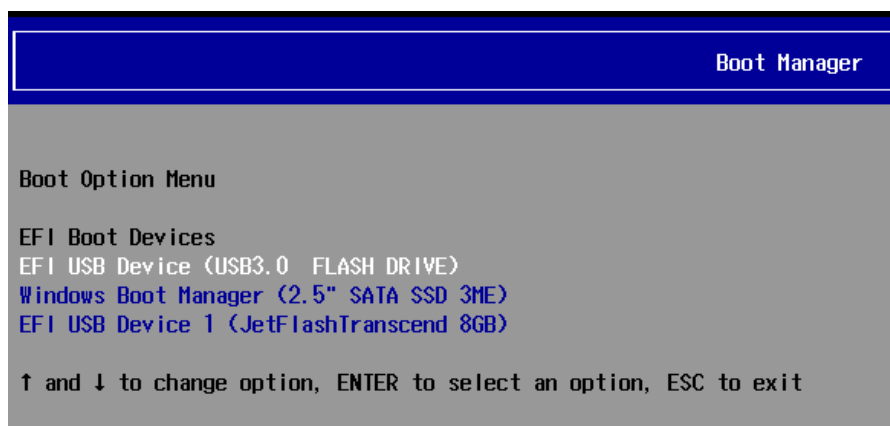 Boot Manager
Boot Option Menu
EFI Boot Devices
EFI USB Device (USB3.0  FLASH DRIVE)
Windows Boot Manager (2.5" SATA SSD 3ME)
EFI USB Device 1 (JetFlashTranscend 8GB)
↑ and ↓ to change option, ENTER to select an option, ESC to exit